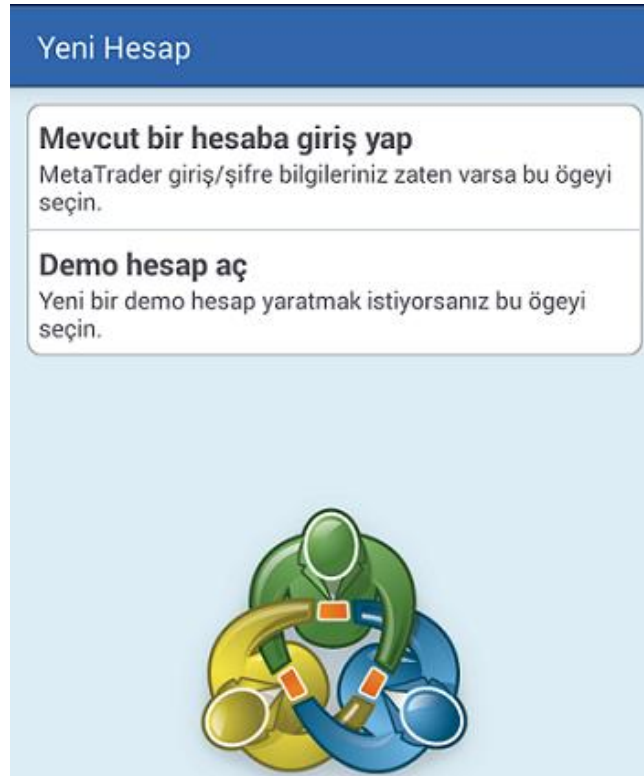 Yeni Hesap
Mevcut bir hesaba giriş yap
MetaTrader giriş/şifre bilgileriniz zaten varsa bu ögeyi
seçin.
Demo hesap aç
Yeni bir demo hesap yaratmak istiyorsanız bu ögeyi
seçin.